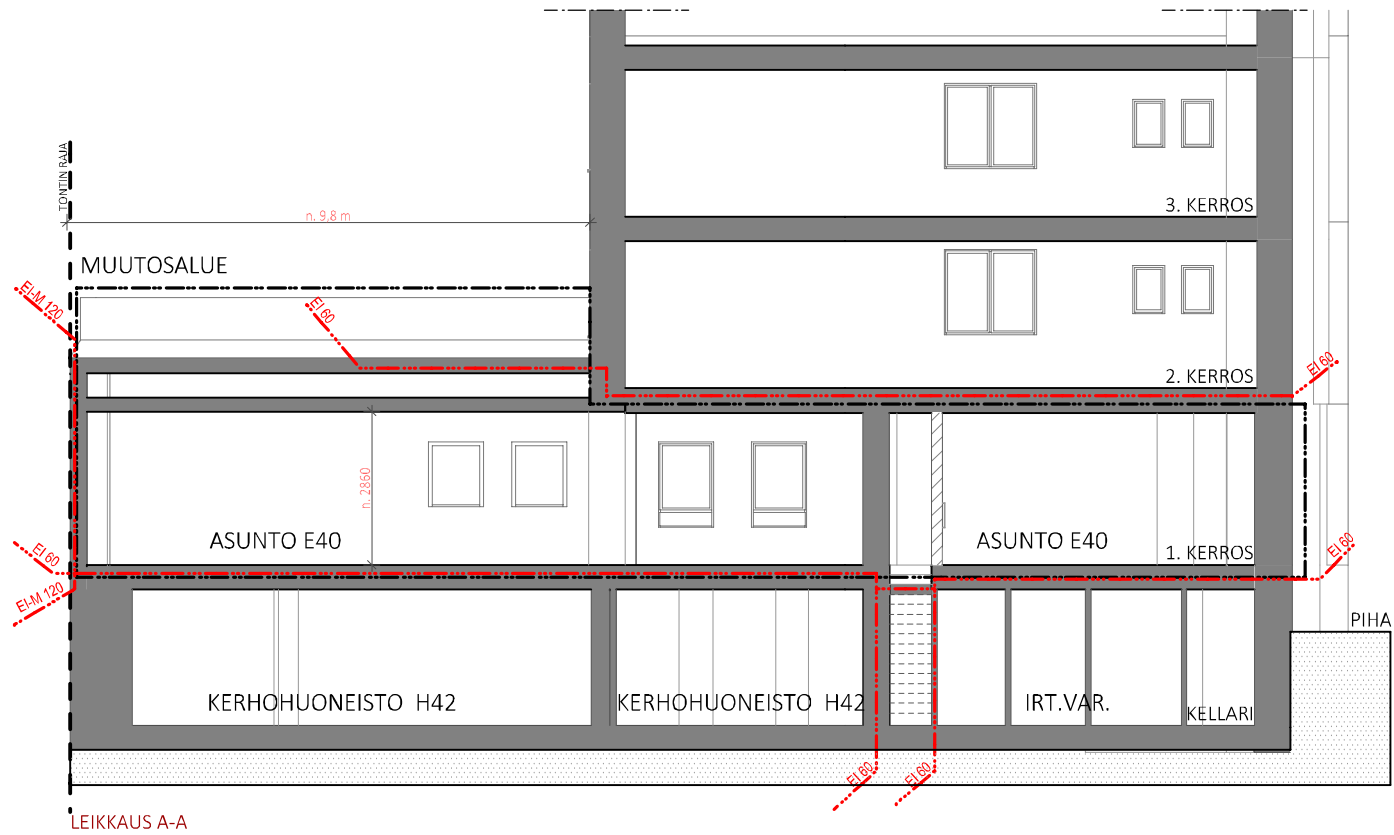 TONTIN RAJA
3. KERROS
n. 9,8 m
MUUTOSALUE
EI-M 120
EI 60
EI 60
2. KERROS
n. 2860
ASUNTO E40
ASUNTO E40
1. KERROS
EI 60
EI 60
EI-M 120
PIHA
KERHOHUONEISTO H42
KERHOHUONEISTO H42
IRT.VAR.
KELLARI
EI 60
EI 60
LEIKKAUS A-A